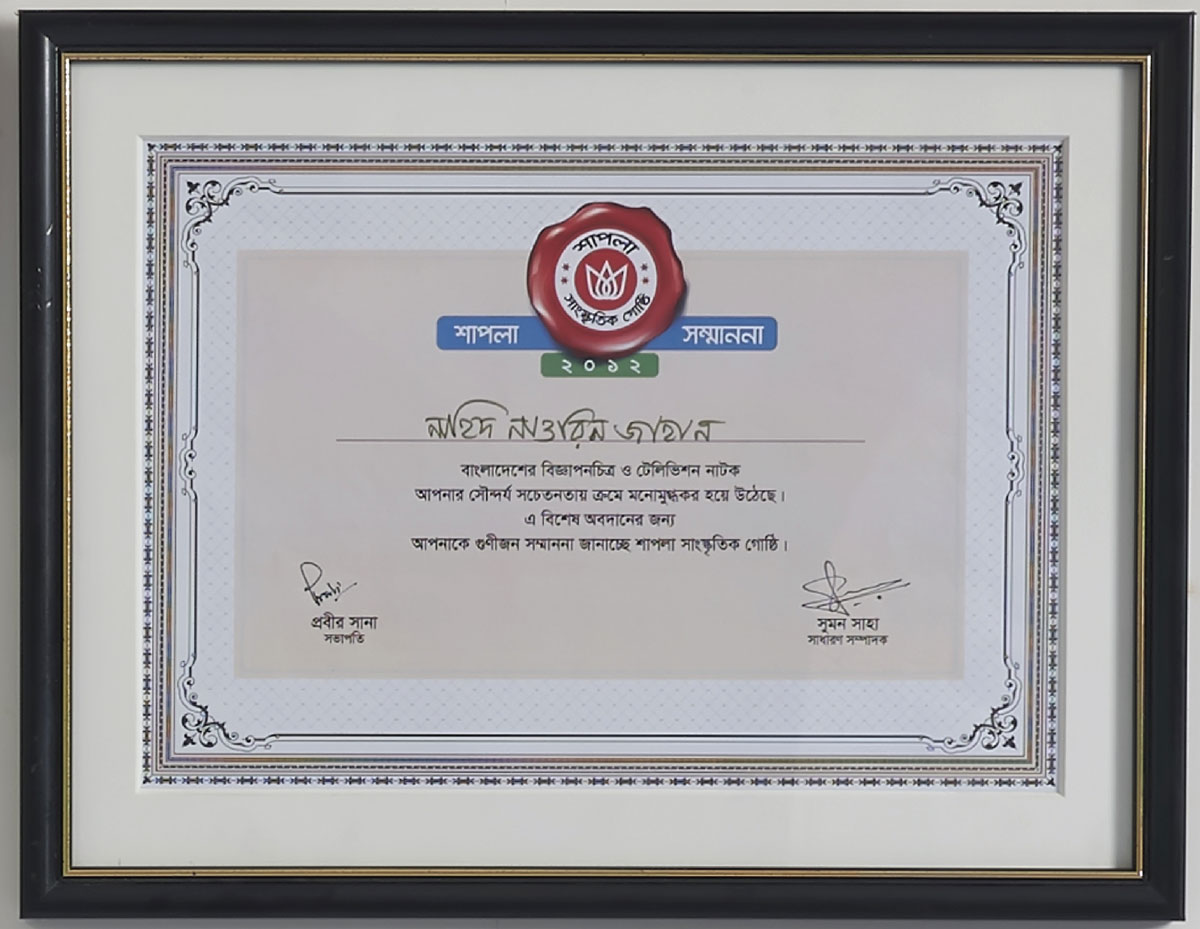 শাপলা
সাংস্কৃতিক গোষ্ঠি
শাপলা সম্মাননা
২০১২
নাহিদ নাওরিন জাহান
বাংলাদেশের বিজ্ঞাপনচিত্র ও টেলিভিশন নাটক
আপনার সৌন্দর্য সচেতনতায় ক্রমে মনোমুগ্ধকর হয়ে উঠেছে।
এ বিশেষ অবদানের জন্য
আপনাকে গুণীজন সম্মাননা জানাচ্ছে শাপলা সাংস্কৃতিক গোষ্ঠি।
প্রবীর সানা
সভাপতি
সুমন সাহা
সাধারণ সম্পাদক